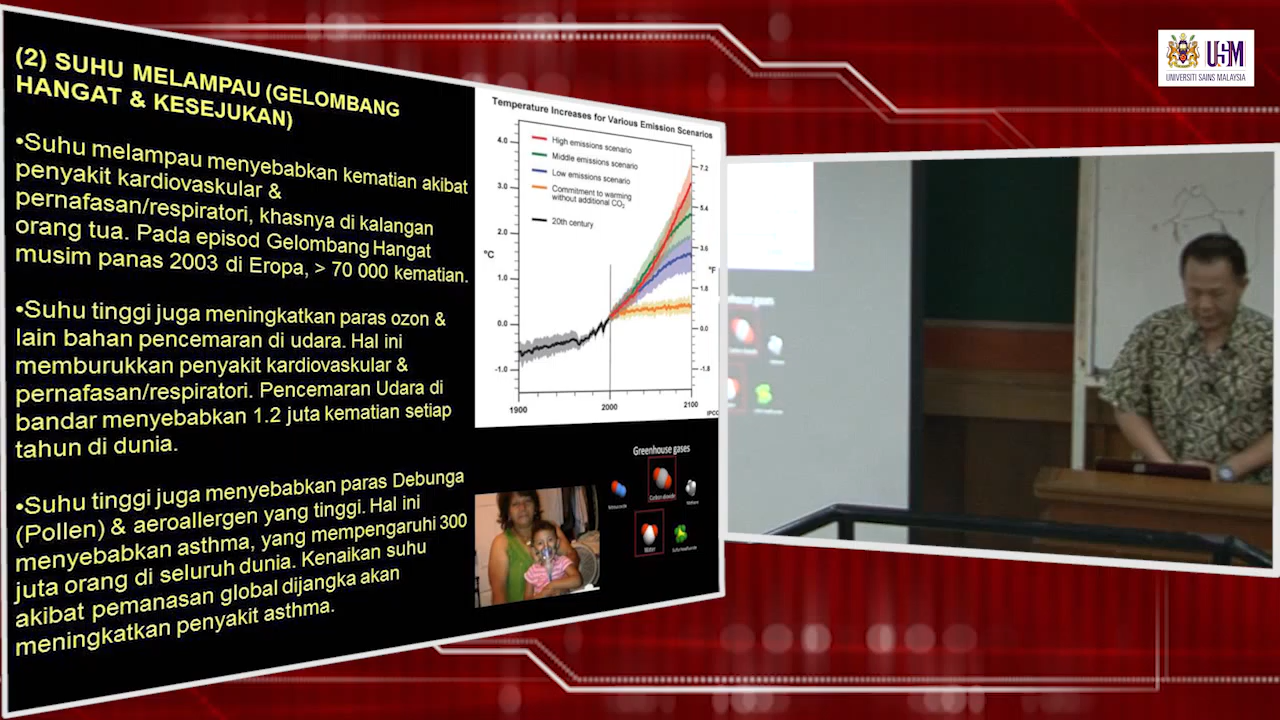 (2) SUHU MELAMPAU (GELOMBANG
HANGAT & KESEJUKAN)
•Suhu melampau menyebabkan kematian akibat
penyakit kardiovaskular &
pernafasan/respiratori, khasnya di kalangan
orang tua. Pada episod Gelombang Hangat
musim panas 2003 di Eropa, > 70 000 kematian.
•Suhu tinggi juga meningkatkan paras ozon &
lain bahan pencemaran di udara. Hal ini
memburukkan penyakit kardiovaskular &
pernafasan/respiratori. Pencemaran Udara di
bandar menyebabkan 1.2 juta kematian setiap
tahun di dunia.
•Suhu tinggi juga menyebabkan paras Debunga
(Pollen) & aeroallergen yang tinggi. Hal ini
menyebabkan asthma, yang mempengaruhi 300
juta orang di seluruh dunia. Kenaikan suhu
akibat pemanasan global dijangka akan
meningkatkan penyakit asthma.
Temperature Increases for Various Emission Scenarios
High emissions scenario
Middle emissions scenario
Low emissions scenario
Commitment to warming
without additional CO₂
20th century
4.0
3.0
2.0
1.0
0.0
-1.0
°C
7.2
5.4
3.6
1.8
0.0
-1.8
°F
1900
2000
2100
IPCC
Greenhouse gases
Carbon dioxide
Methane
Water
USM
UNIVERSITI SAINS MALAYSIA